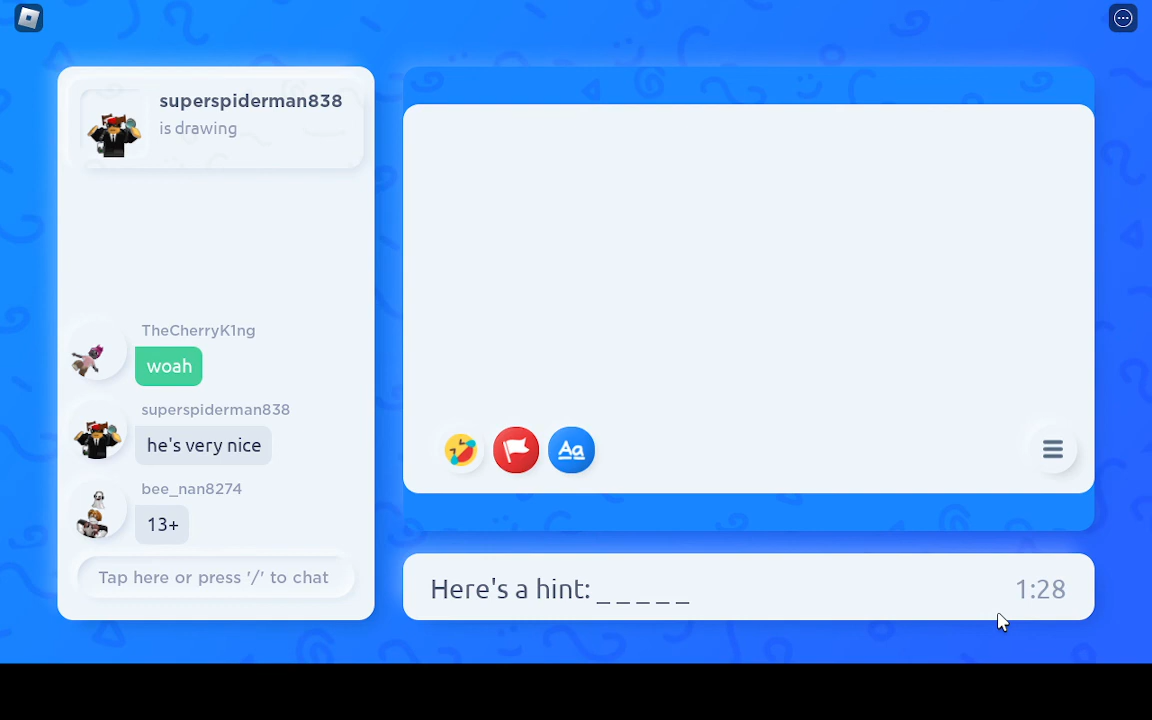 superspiderman838
is drawing
TheCherryK1ng
woah
superspiderman838
he's very nice
bee_nan8274
13+
Tap here or press '/' to chat
Aa
Here's a hint: _ _ _ _ _
1:28